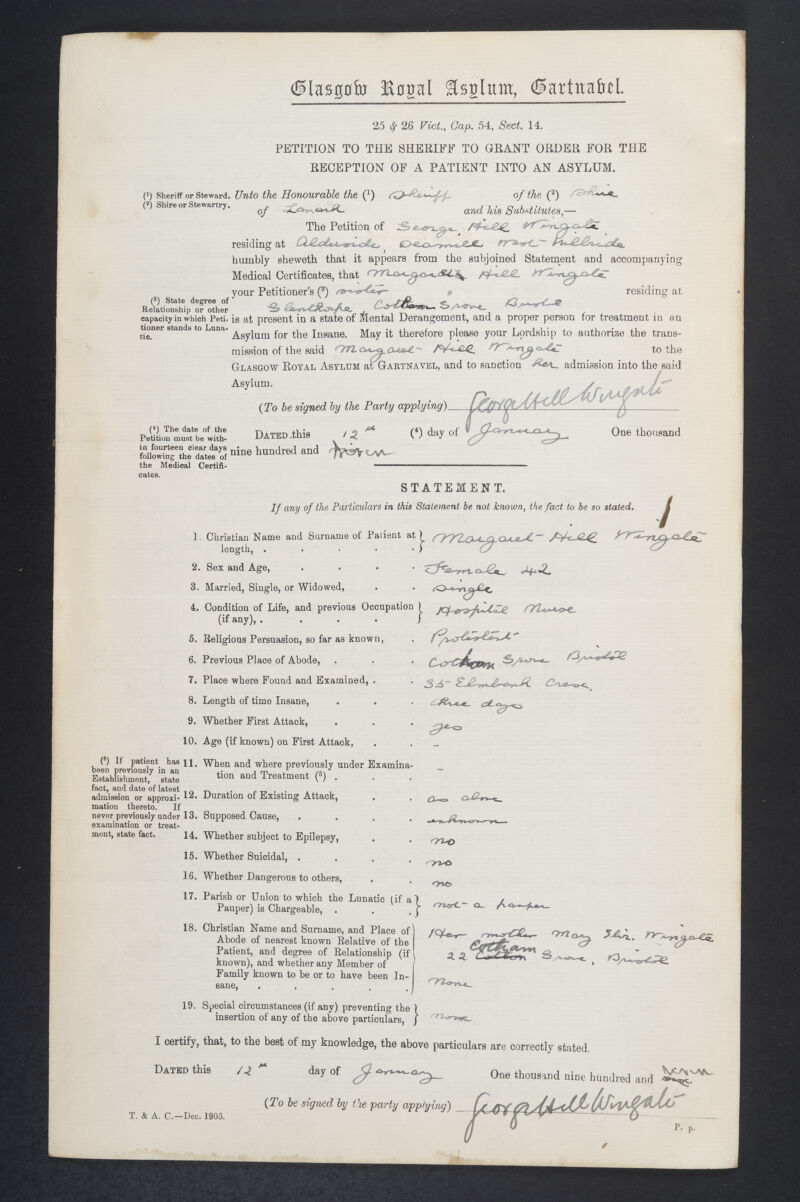 Glasgow Royal Asylum, Gartnabel.
25 & 26 Vict., Cap. 54, Sect. 14.
PETITION TO THE SHERIFF TO GRANT ORDER FOR THE
RECEPTION OF A PATIENT INTO AN ASYLUM.
(1) Sheriff or Steward.
(2) Shire or Stewartry.
Unto the Honourable the (1) Sheriff of the (2) Shire
of Lanark and his Substitutes,—
The Petition of George Hill Wingate
residing at Alderside, Seamill West Kilbride
humbly sheweth that it appears from the subjoined Statement and accompanying
Medical Certificates, that Margaret Hill Wingate
your Petitioner's (3) sister residing at
Glenthorpe, Cotham Grove Bristol
(3) State degree of
Relationship or other
capacity in which Peti-
tioner stands to Luna-
tic.
is at present in a state of Mental Derangement, and a proper person for treatment in an
Asylum for the Insane. May it therefore please your Lordship to authorize the trans-
mission of the said Margaret Hill Wingate to the
GLASGOW ROYAL ASYLUM at GARTNAVEL, and to sanction her admission into the said
Asylum.
(To be signed by the Party applying) George Hill Wingate
(4) The date of the
Petition must be with-
in fourteen clear days
following the dates of
the Medical Certifi-
cates.
DATED this 12th (4) day of January One thousand
nine hundred and seven
STATEMENT.
If any of the Particulars in this Statement be not known, the fact to be so stated.
1. Christian Name and Surname of Patient at
length, . . . . . Margaret Hill Wingate
2. Sex and Age, . . . . Female 42
3. Married, Single, or Widowed, . . single
4. Condition of Life, and previous Occupation
(if any), . . . . . Hospital Nurse
5. Religious Persuasion, so far as known, . Protestant
6. Previous Place of Abode, . . . Cotham Grove Bristol
7. Place where Found and Examined, . . 35 Elmbank Cresc.
8. Length of time Insane, . . . three days
9. Whether First Attack, . . . yes
10. Age (if known) on First Attack, . . -
(5) If patient has
been previously in an
Establishment, state
fact, and date of latest
admission or approxi-
mation thereto. If
never previously under
examination or treat-
ment, state fact.
11. When and where previously under Examina-
tion and Treatment (5) . . . -
12. Duration of Existing Attack, . . as above
13. Supposed Cause, . . . . unknown
14. Whether subject to Epilepsy, . . no
15. Whether Suicidal, . . . . no
16. Whether Dangerous to others, . . no
17. Parish or Union to which the Lunatic (if a
Pauper) is Chargeable, . . . not a pauper
18. Christian Name and Surname, and Place of
Abode of nearest known Relative of the
Patient, and degree of Relationship (if
known), and whether any Member of
Family known to be or to have been In-
sane, . . . . .
Her mother Mary Wingate
22 Cotham Grove, Bristol
None
19. Special circumstances (if any) preventing the
insertion of any of the above particulars, none
I certify, that, to the best of my knowledge, the above particulars are correctly stated.
DATED this 12th day of January One thousand nine hundred and seven
(To be signed by the party applying) George Hill Wingate
T. & A. C.—Dec. 1905.
P. p.